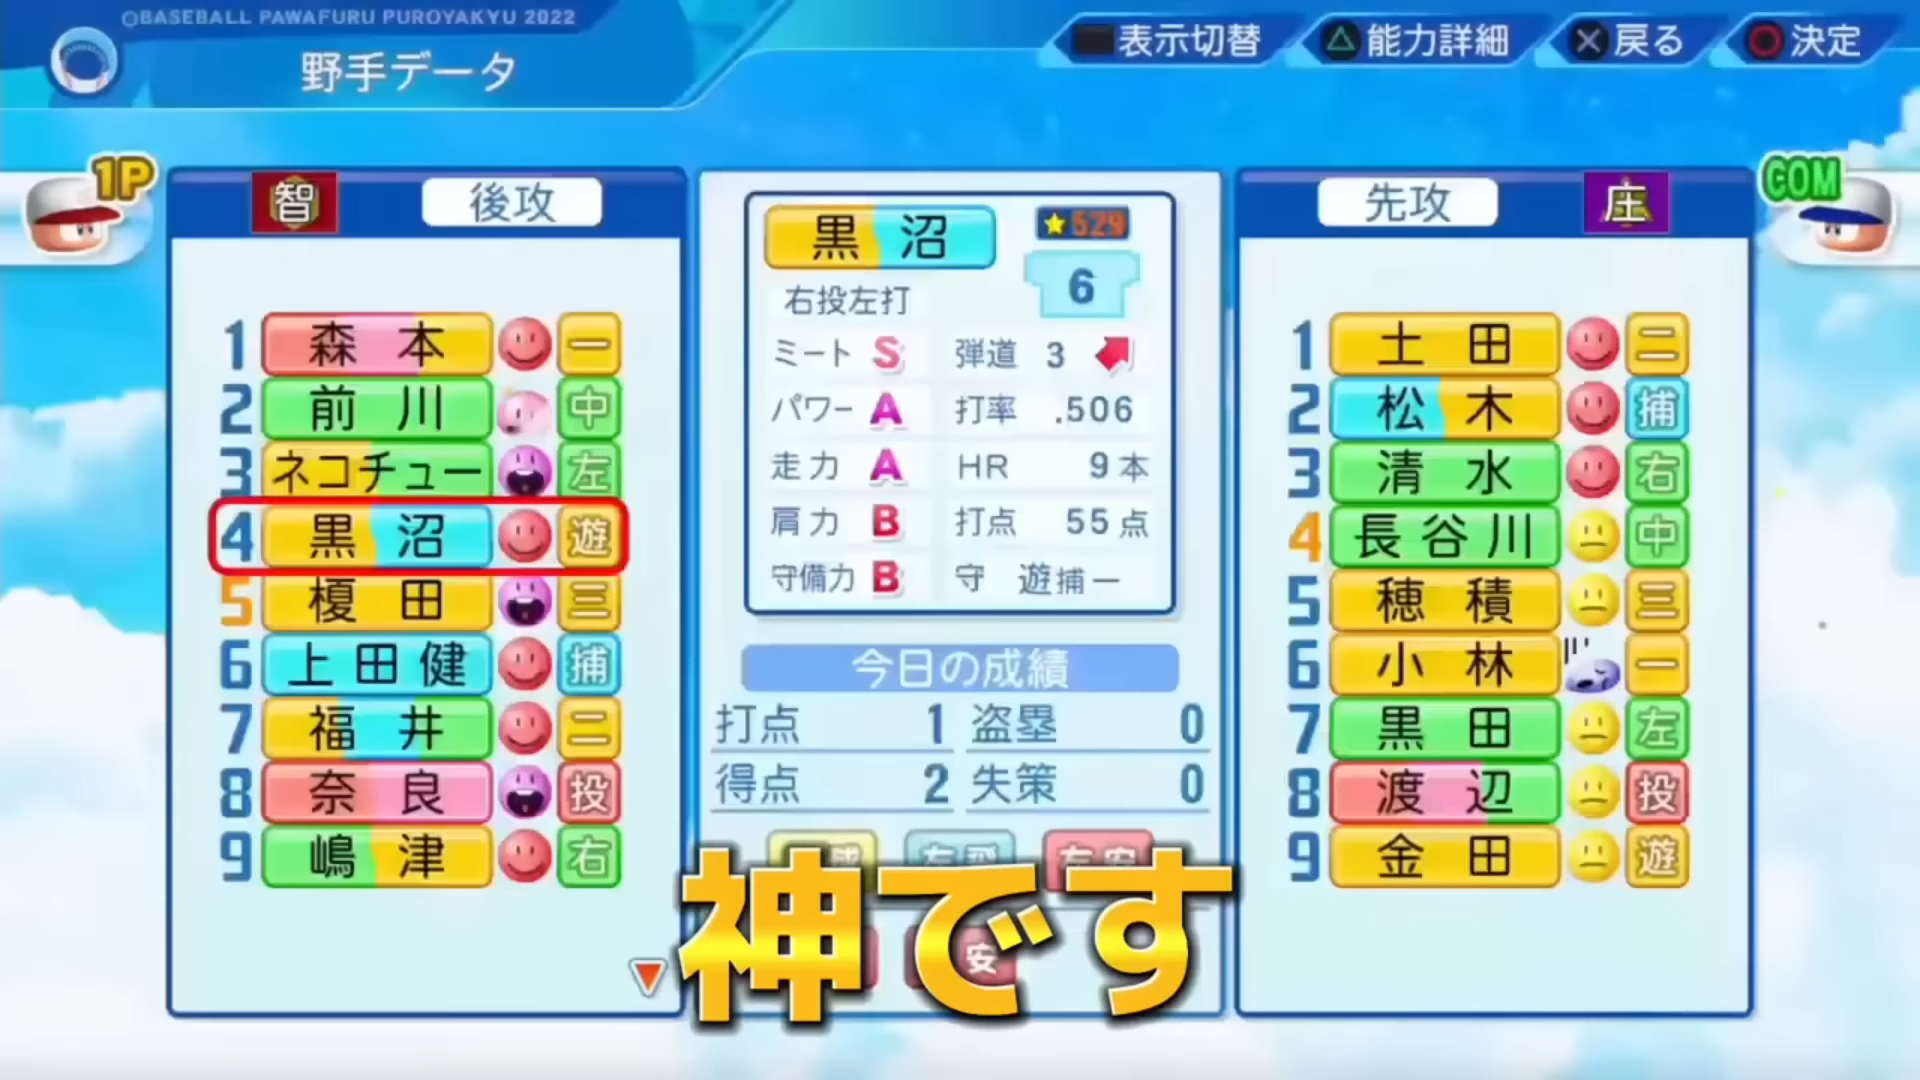 ©BASEBALL PAWAFURU PUROYAKYU 2022
野手データ
表示切替 能力詳細 戻る 決定
1P
智 後攻
1 森本 一
2 前川 中
3 ネコチュー 左
4 黒沼 遊
5 榎田 三
6 上田健 捕
7 福井 二
8 奈良 投
9 嶋津 右
黒沼 ★529
右投左打 6
ミート S 弾道 3
パワー A 打率 .506
走力 A HR 9本
肩力 B 打点 55点
守備力 B 守 遊捕一
今日の成績
打点 1 盗塁 0
得点 2 失策 0
左飛 左安
安
神です
COM
先攻 庄
1 土田 二
2 松木 捕
3 清水 右
4 長谷川 中
5 穂積 三
6 小林 一
7 黒田 左
8 渡辺 投
9 金田 遊